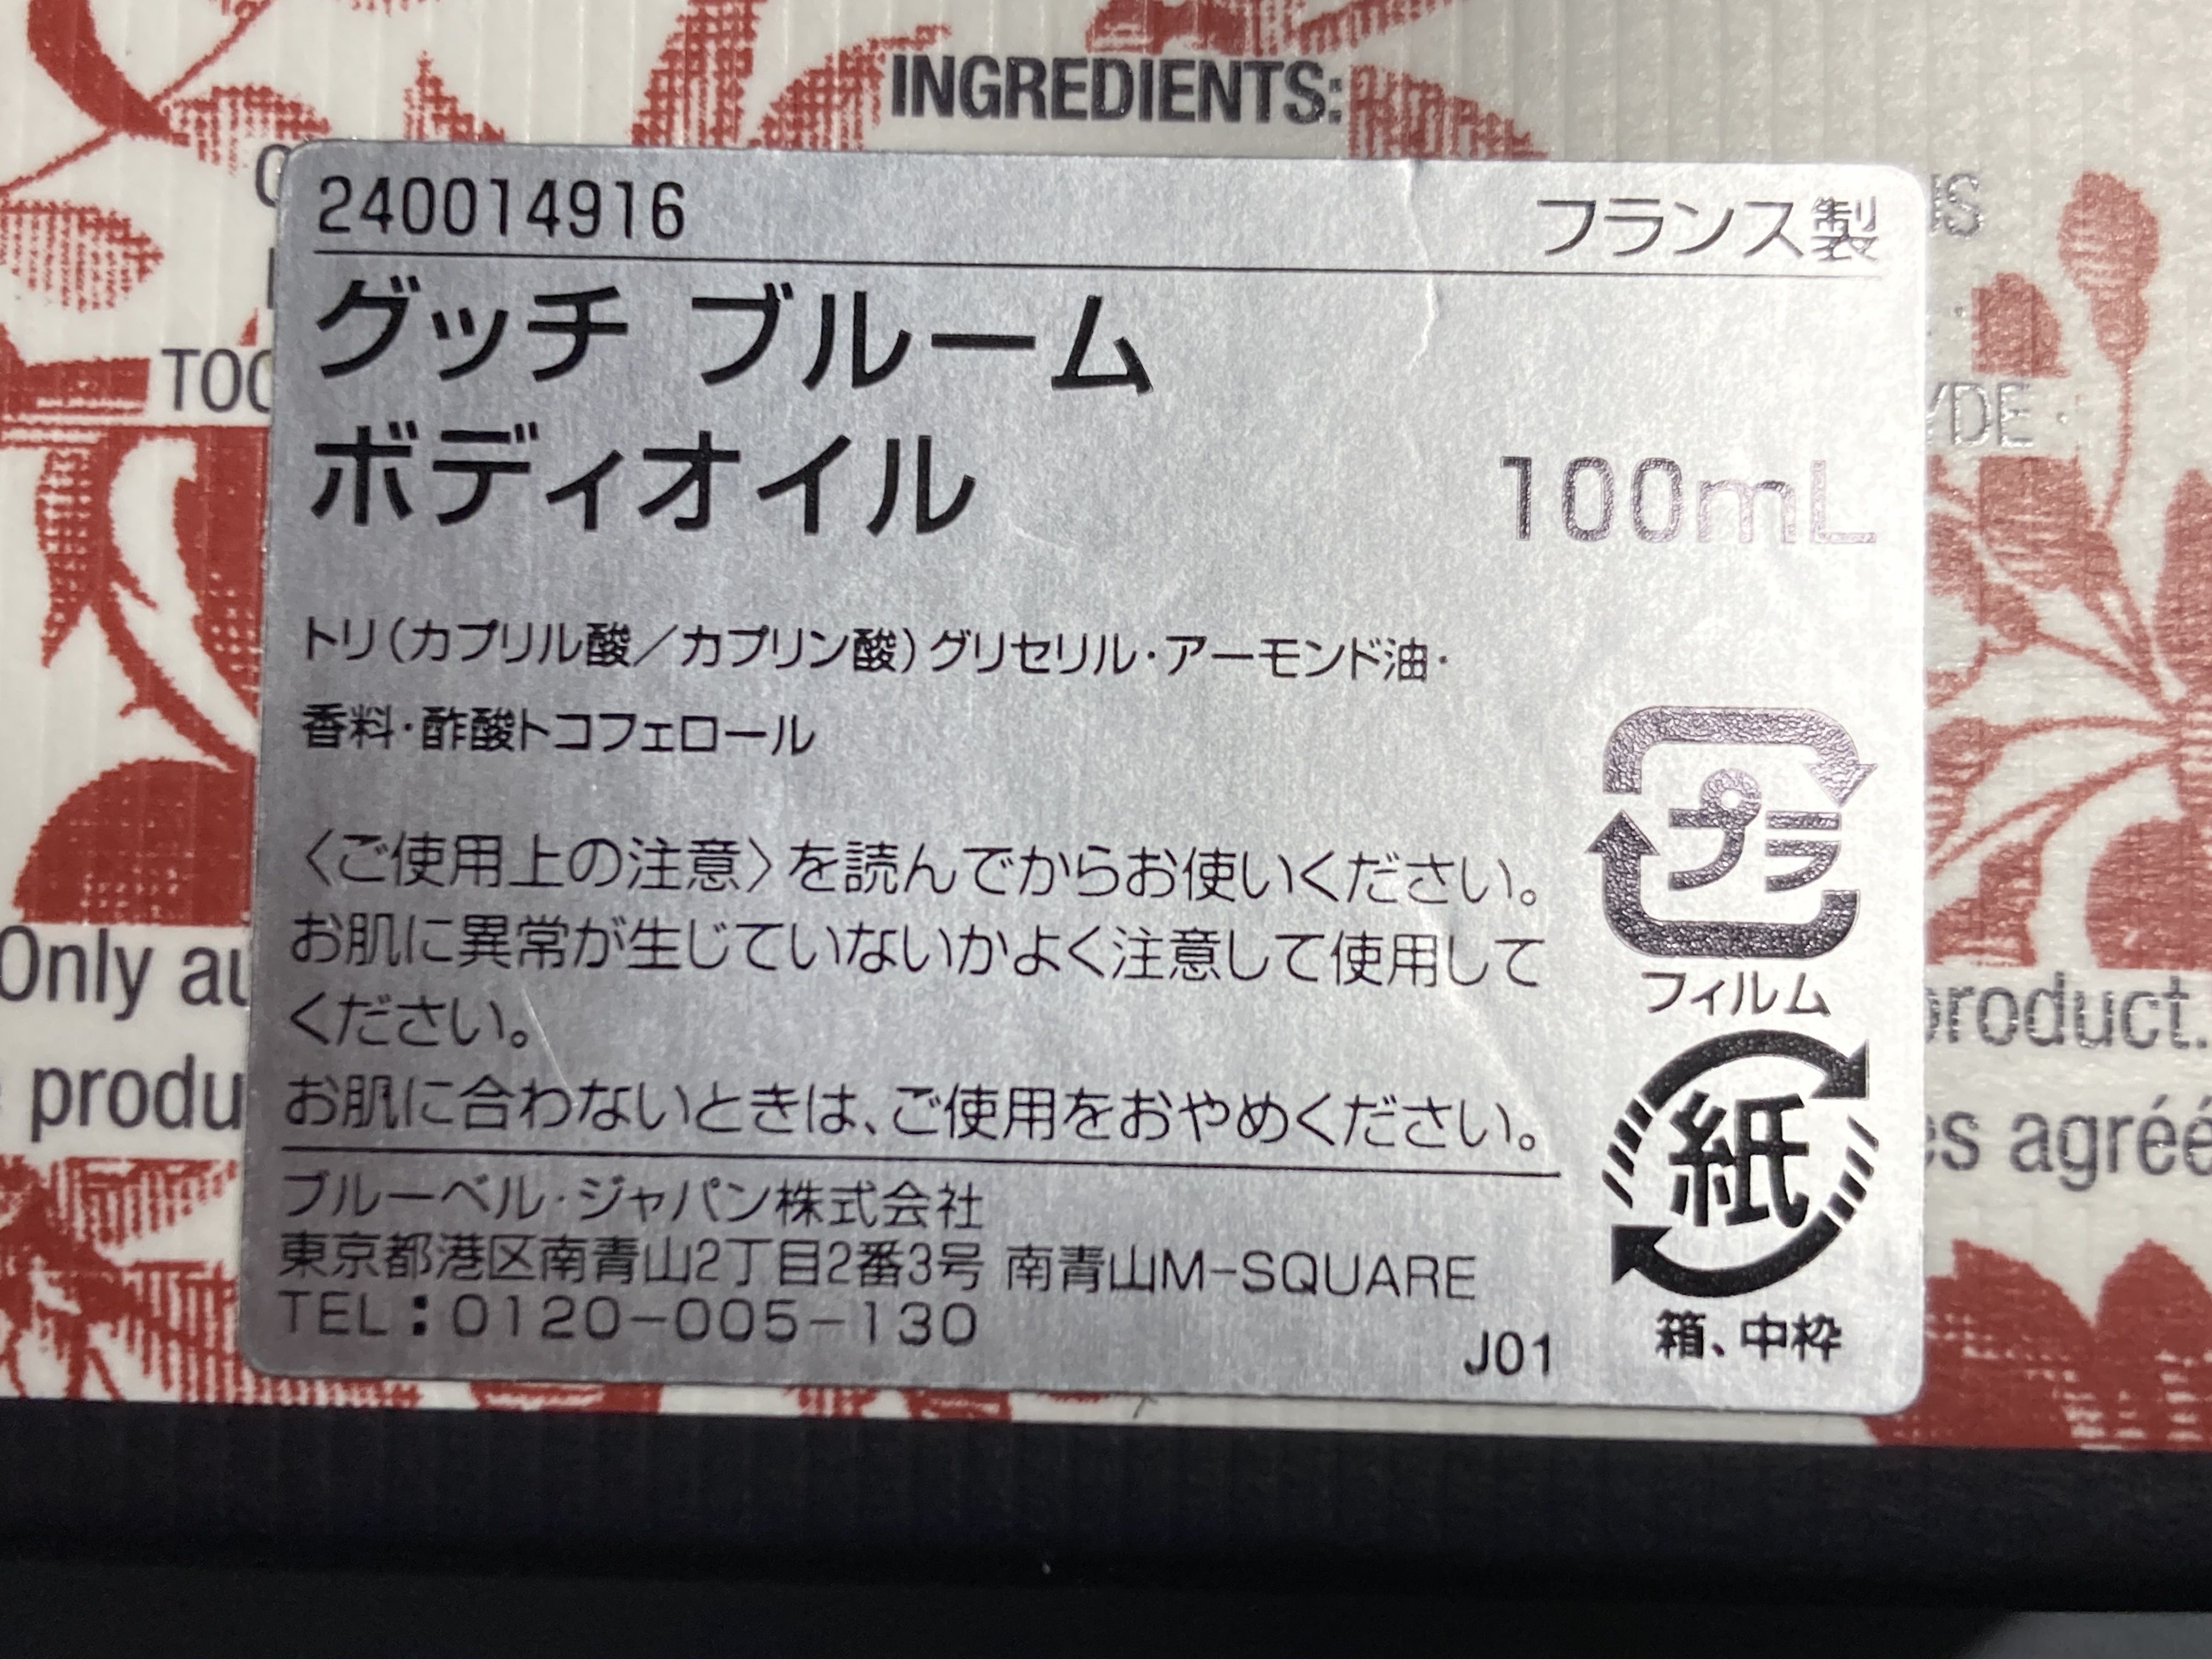 INGREDIENTS:
240014916 フランス製
グッチ ブルーム
ボディオイル 100mL
トリ(カプリル酸/カプリン酸)グリセリル・アーモンド油・
香料・酢酸トコフェロール
〈ご使用上の注意〉を読んでからお使いください。
お肌に異常が生じていないかよく注意して使用して
ください。
お肌に合わないときは、ご使用をおやめください。
プラ
フィルム
紙
箱、中枠
ブルーベル・ジャパン株式会社
東京都港区南青山2丁目2番3号 南青山M-SQUARE
TEL:0120-005-130
J01
Only
product.